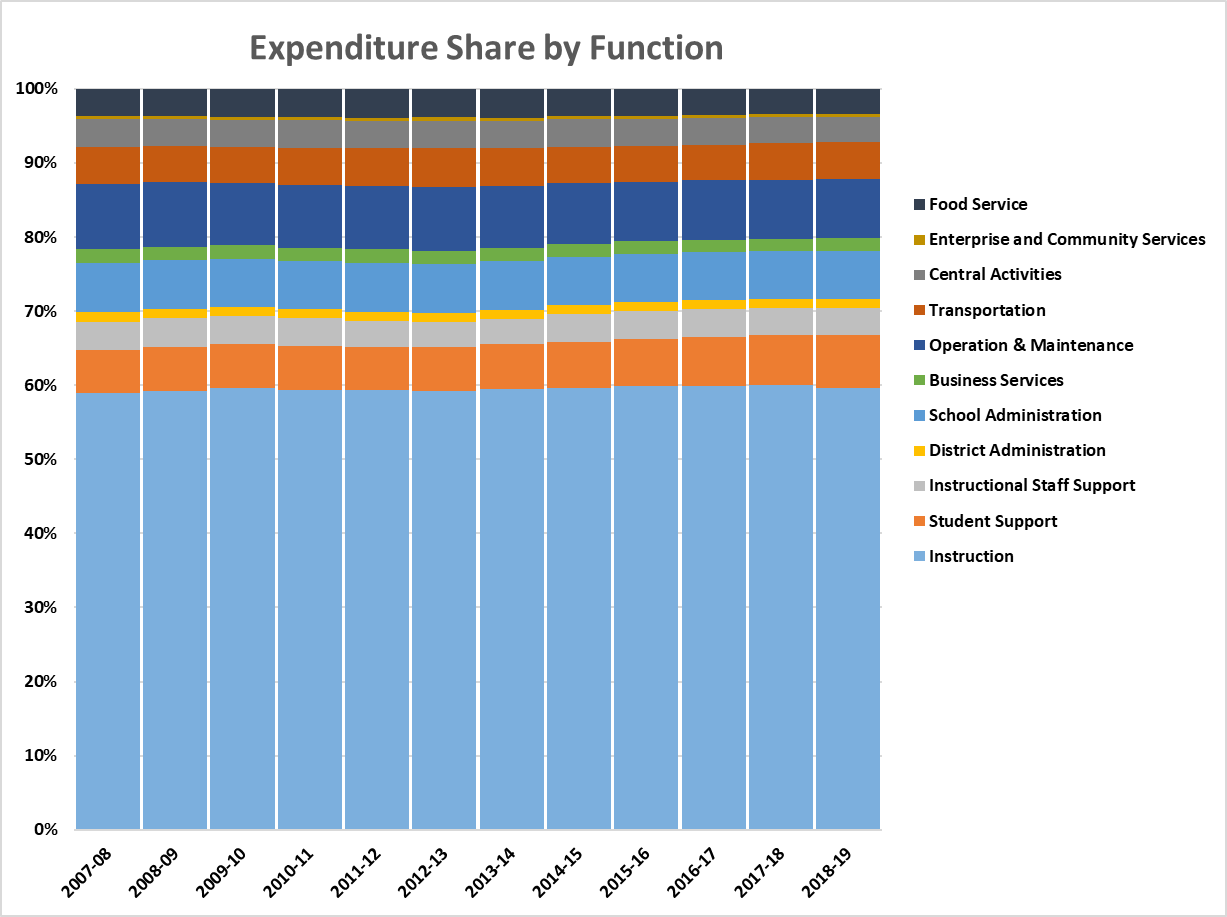 Expenditure Share by Function
100%
90%
80%
70%
60%
50%
40%
30%
20%
10%
0%
2007-08
2008-09
2009-10
2010-11
2011-12
2012-13
2013-14
2014-15
2015-16
2016-17
2017-18
2018-19
Food Service
Enterprise and Community Services
Central Activities
Transportation
Operation & Maintenance
Business Services
School Administration
District Administration
Instructional Staff Support
Student Support
Instruction